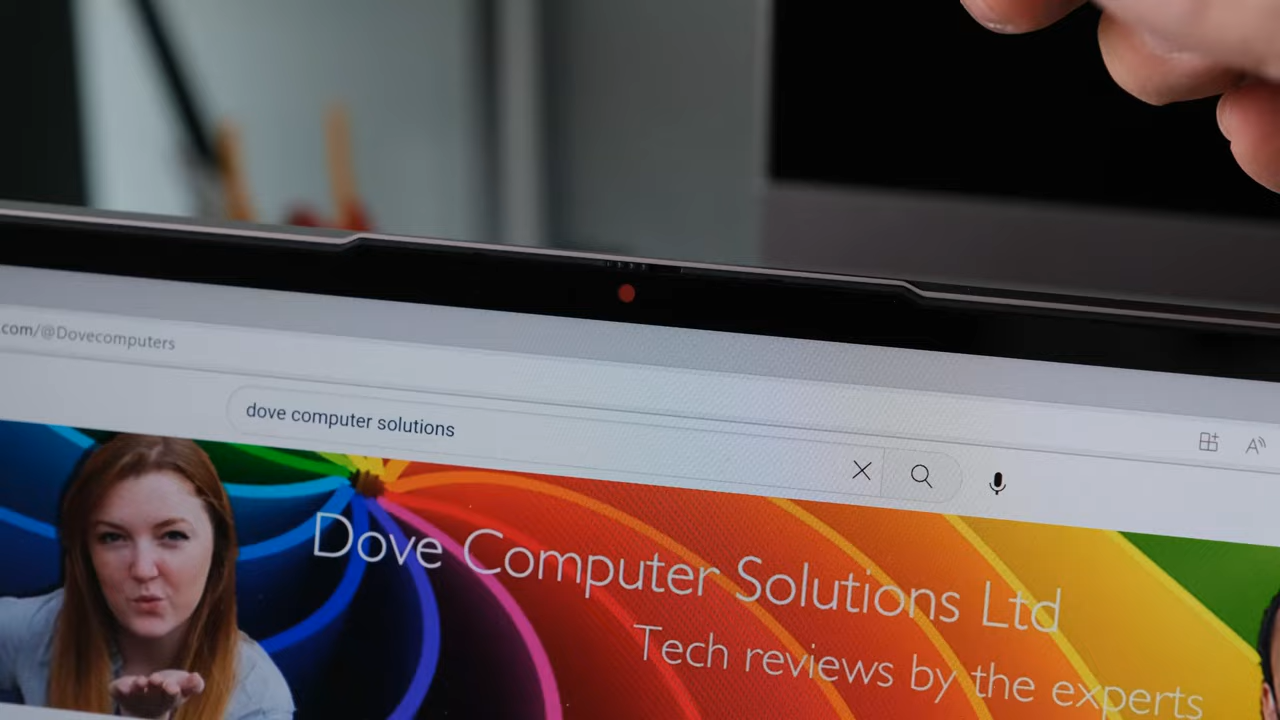 .com/@Dovecomputers
dove computer solutions
Dove Computer Solutions Ltd
Tech reviews by the experts